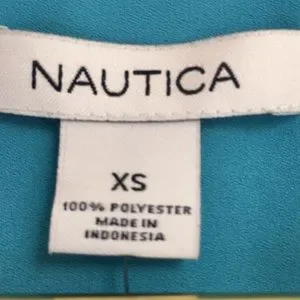 NAUTICA
XS
100% POLYESTER
MADE IN
INDONESIA